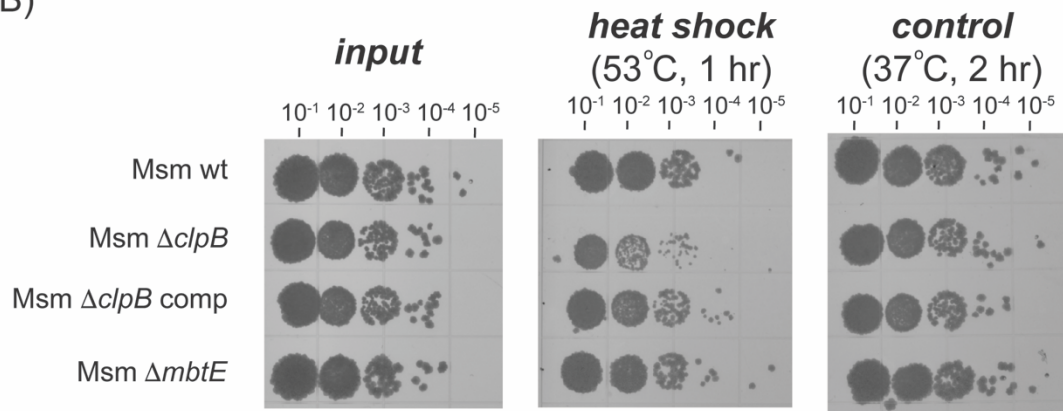 B)
input
heat shock
(53°C, 1 hr)
control
(37°C, 2 hr)
10⁻¹ 10⁻² 10⁻³ 10⁻⁴ 10⁻⁵
10⁻¹ 10⁻² 10⁻³ 10⁻⁴ 10⁻⁵
10⁻¹ 10⁻² 10⁻³ 10⁻⁴ 10⁻⁵
Msm wt
Msm ΔclpB
Msm ΔclpB comp
Msm ΔmbtE